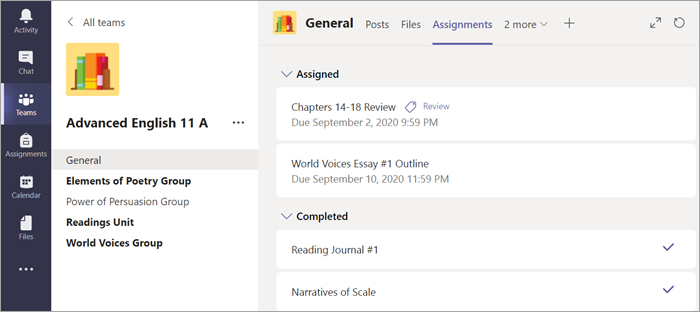 Activity
Chat
Teams
Assignments
Calendar
Files
All teams
Advanced English 11 A
General
Elements of Poetry Group
Power of Persuasion Group
Readings Unit
World Voices Group
General Posts Files Assignments 2 more
Assigned
Chapters 14-18 Review Review
Due September 2, 2020 9:59 PM
World Voices Essay #1 Outline
Due September 10, 2020 11:59 PM
Completed
Reading Journal #1
Narratives of Scale